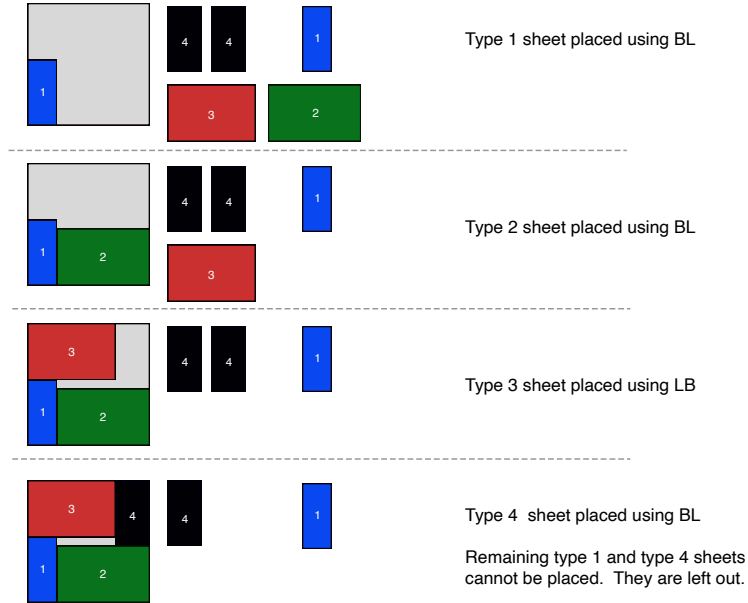 4 4 1 Type 1 sheet placed using BL
1
3 2
4 4 1
Type 2 sheet placed using BL
1 2
3
3 4 4 1
Type 3 sheet placed using LB
1 2
3 4 4 1 Type 4 sheet placed using BL
1 2
Remaining type 1 and type 4 sheets
cannot be placed. They are left out.